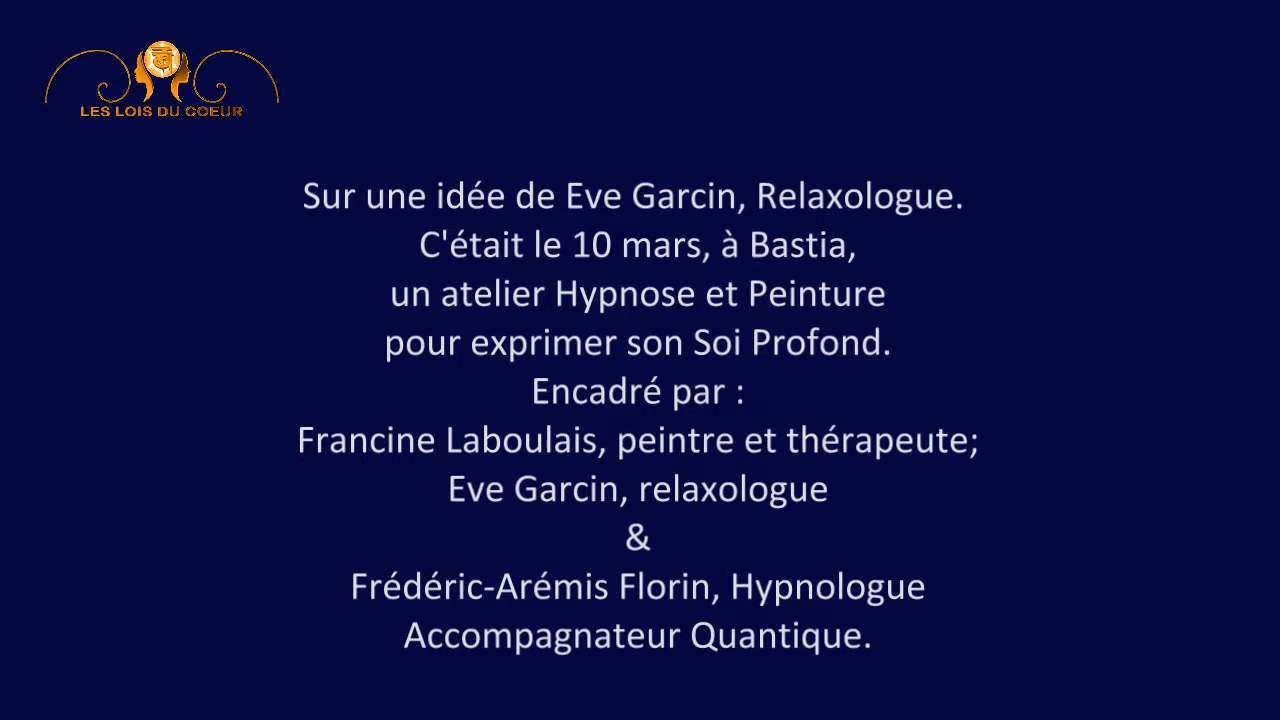 LES LOIS DU COEUR
Sur une idée de Eve Garcin, Relaxologue.
C'était le 10 mars, à Bastia,
un atelier Hypnose et Peinture
pour exprimer son Soi Profond.
Encadré par :
Francine Laboulais, peintre et thérapeute;
Eve Garcin, relaxologue
&
Frédéric-Arémis Florin, Hypnologue
Accompagnateur Quantique.